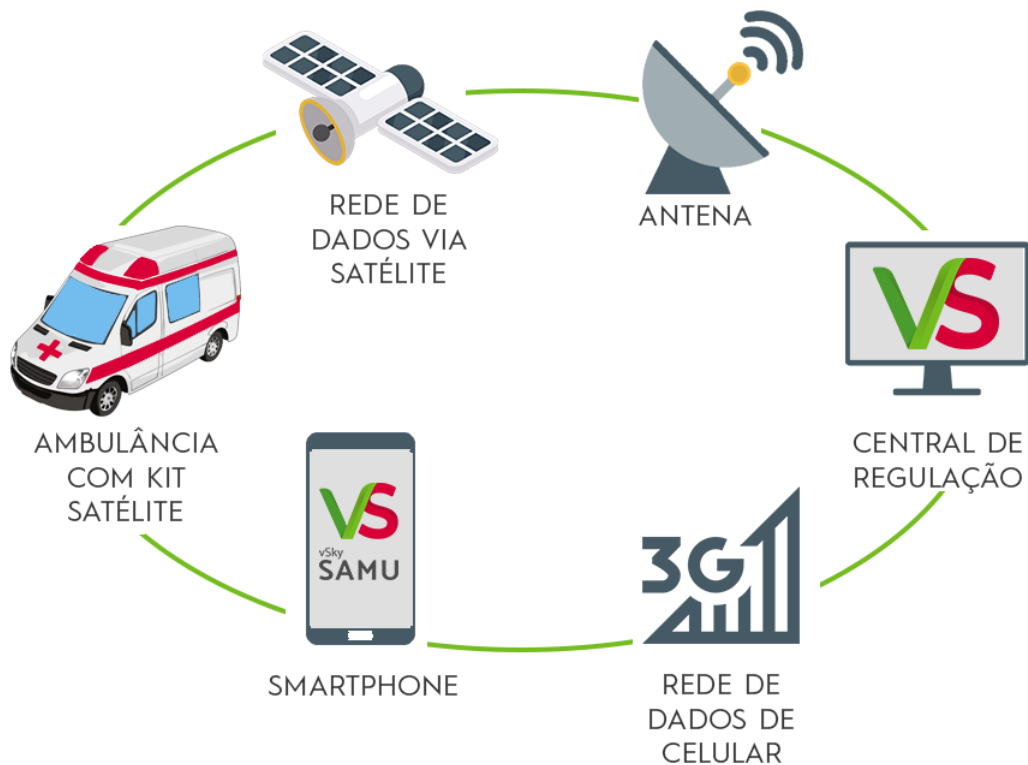 REDE DE
DADOS VIA
SATÉLITE
ANTENA
VS
AMBULÂNCIA
COM KIT
SATÉLITE
CENTRAL DE
REGULAÇÃO
VS
vSky
SAMU
3G
SMARTPHONE
REDE DE
DADOS DE
CELULAR